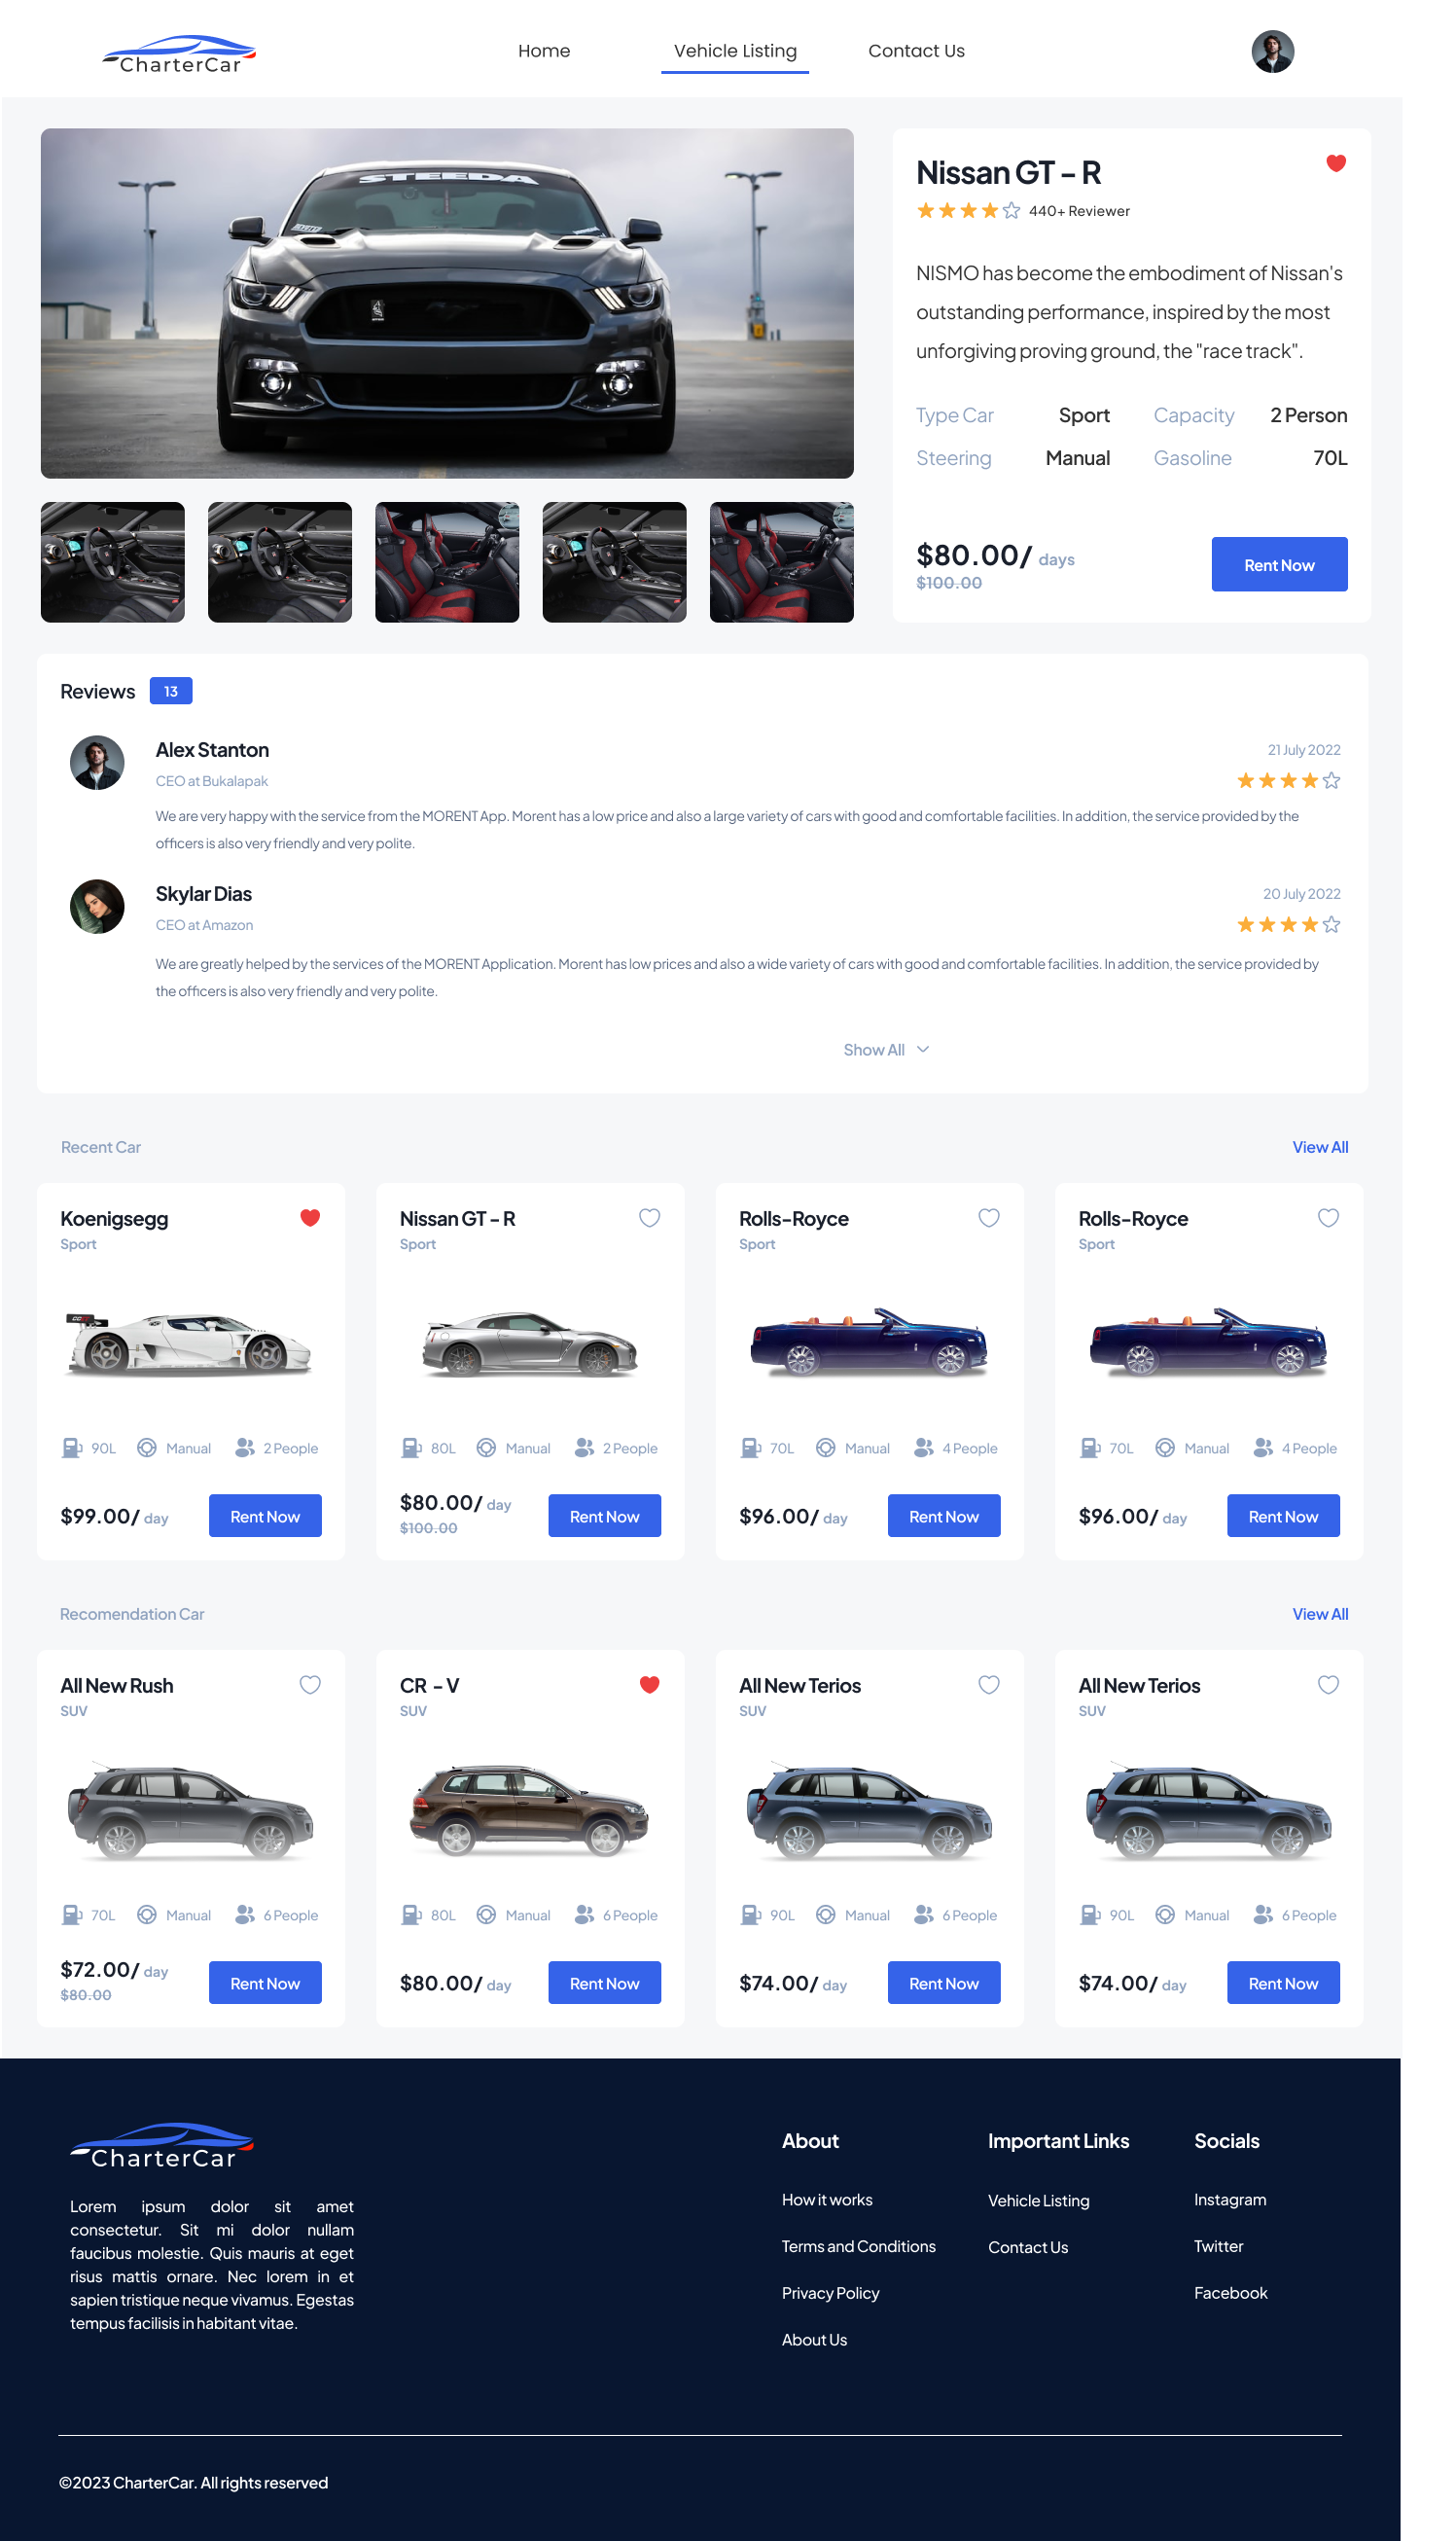 CharterCar
Home
Vehicle Listing
Contact Us
STEEDA
Nissan GT – R
440+ Reviewer
NISMO has become the embodiment of Nissan's
outstanding performance, inspired by the most
unforgiving proving ground, the "race track".
Type Car Sport Capacity 2 Person
Steering Manual Gasoline 70L
$80.00/ days
$100.00
Rent Now
Reviews 13
Alex Stanton
21 July 2022
CEO at Bukalapak
We are very happy with the service from the MORENT App. Morent has a low price and also a large variety of cars with good and comfortable facilities. In addition, the service provided by the
officers is also very friendly and very polite.
Skylar Dias
20 July 2022
CEO at Amazon
We are greatly helped by the services of the MORENT Application. Morent has low prices and also a wide variety of cars with good and comfortable facilities. In addition, the service provided by
the officers is also very friendly and very polite.
Show All
Recent Car
View All
Koenigsegg
Sport
90L Manual 2 People
$99.00/ day
Rent Now
Nissan GT - R
Sport
80L Manual 2 People
$80.00/ day
$100.00
Rent Now
Rolls-Royce
Sport
70L Manual 4 People
$96.00/ day
Rent Now
Rolls-Royce
Sport
70L Manual 4 People
$96.00/ day
Rent Now
Recomendation Car
View All
All New Rush
SUV
70L Manual 6 People
$72.00/ day
$80.00
Rent Now
CR - V
SUV
80L Manual 6 People
$80.00/ day
Rent Now
All New Terios
SUV
90L Manual 6 People
$74.00/ day
Rent Now
All New Terios
SUV
90L Manual 6 People
$74.00/ day
Rent Now
CharterCar
Lorem ipsum dolor sit amet
consectetur. Sit mi dolor nullam
faucibus molestie. Quis mauris at eget
risus mattis ornare. Nec lorem in et
sapien tristique neque vivamus. Egestas
tempus facilisis in habitant vitae.
About
How it works
Terms and Conditions
Privacy Policy
About Us
Important Links
Vehicle Listing
Contact Us
Socials
Instagram
Twitter
Facebook
©2023 CharterCar. All rights reserved